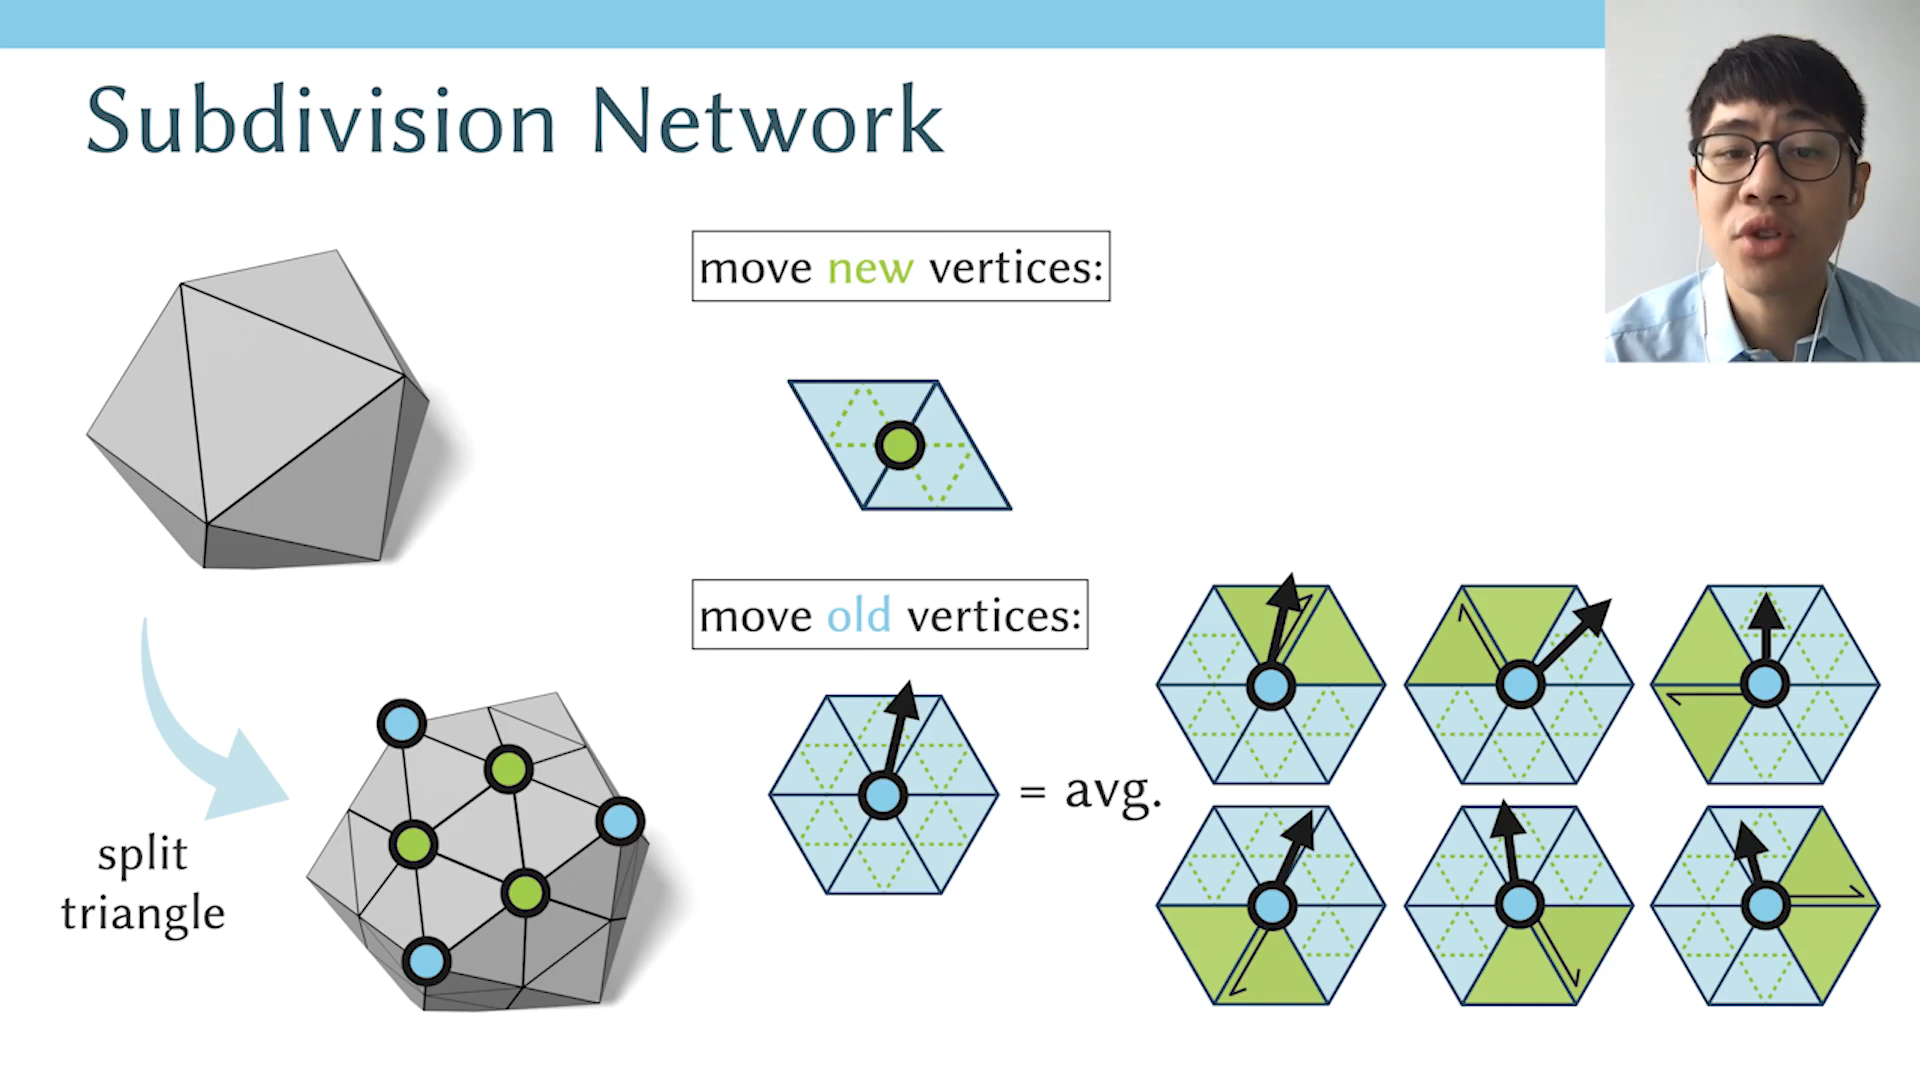 Subdivision Network
move new vertices:
move old vertices:
= avg.
split
triangle